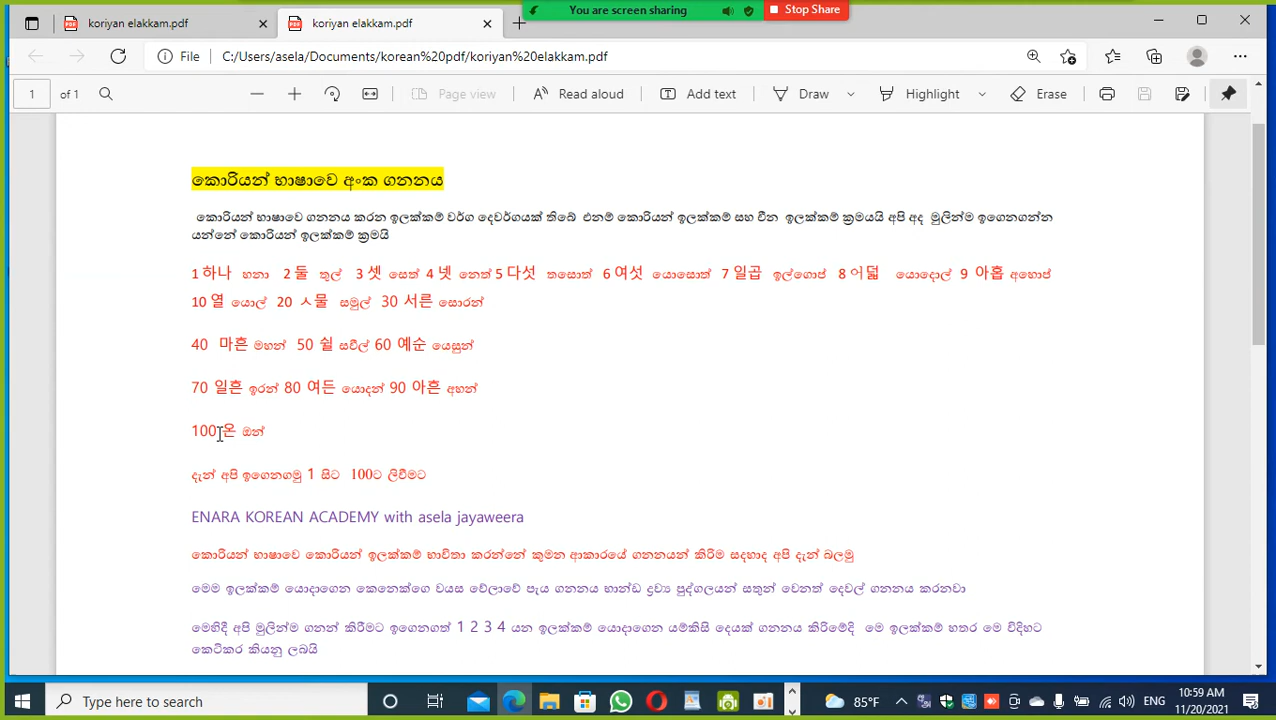 You are screen sharing
Stop Share
koriyan elakkam.pdf
koriyan elakkam.pdf
File C:/Users/asela/Documents/korean%20pdf/koriyan%20elakkam.pdf
1 of 1 Page view Read aloud Add text Draw Highlight Erase
කොරියන් භාෂාවෙ අංක ගනනය
කොරියන් භාෂාවෙ ගනනය කරන ඉලක්කම් වර්ග දෙවර්ගයක් තිබේ එනම් කොරියන් ඉලක්කම් සහ චීන ඉලක්කම් ක්‍රමයයි අපි අද මුලින්ම ඉගෙනගන්න
යන්නේ කොරියන් ඉලක්කම් ක්‍රමයි
1 하나 හනා 2 둘 තුල් 3 셋 සෙත් 4 넷 නෙත් 5 다섯 තසොත් 6 여섯 යොසොත් 7 일곱 ඉල්ගොප් 8 어덟 යොදොල් 9 아홉 අහොප්
10 열 යොල් 20 ㅅ물 සමුල් 30 서른 සොරන්
40 마흔 මහන් 50 쉴 සවීල් 60 예순 යෙසුන්
70 일흔 ඉරන් 80 여든 යොදන් 90 아흔 අහන්
100 온 ඔන්
දැන් අපි ඉගෙනගමු 1 සිට 100ට ලිවීමට
ENARA KOREAN ACADEMY with asela jayaweera
කොරියන් භාෂාවෙ කොරියන් ඉලක්කම් භාවිතා කරන්නේ කුමන ආකාරයේ ගනනයන් කිරිම සදහාද අපි දැන් බලමු
මෙම ඉලක්කම් යොදාගෙන කෙනෙක්ගෙ වයස වේලාවේ පැය ගනනය භාන්ඩ ද්‍රව්‍ය පුද්ගලයන් සතුන් වෙනත් දේවල් ගනනය කරනවා
මෙහිදී අපි මුලින්ම ගනන් කිරීමට ඉගෙනගත් 1 2 3 4 යන ඉලක්කම් යොදාගෙන යම්කිසි දෙයක් ගනනය කිරිමේදි මෙ ඉලක්කම් හතර මෙ විදිහට
කෙටිකර කියනු ලබයි
Type here to search
85°F
ENG
10:59 AM
11/20/2021